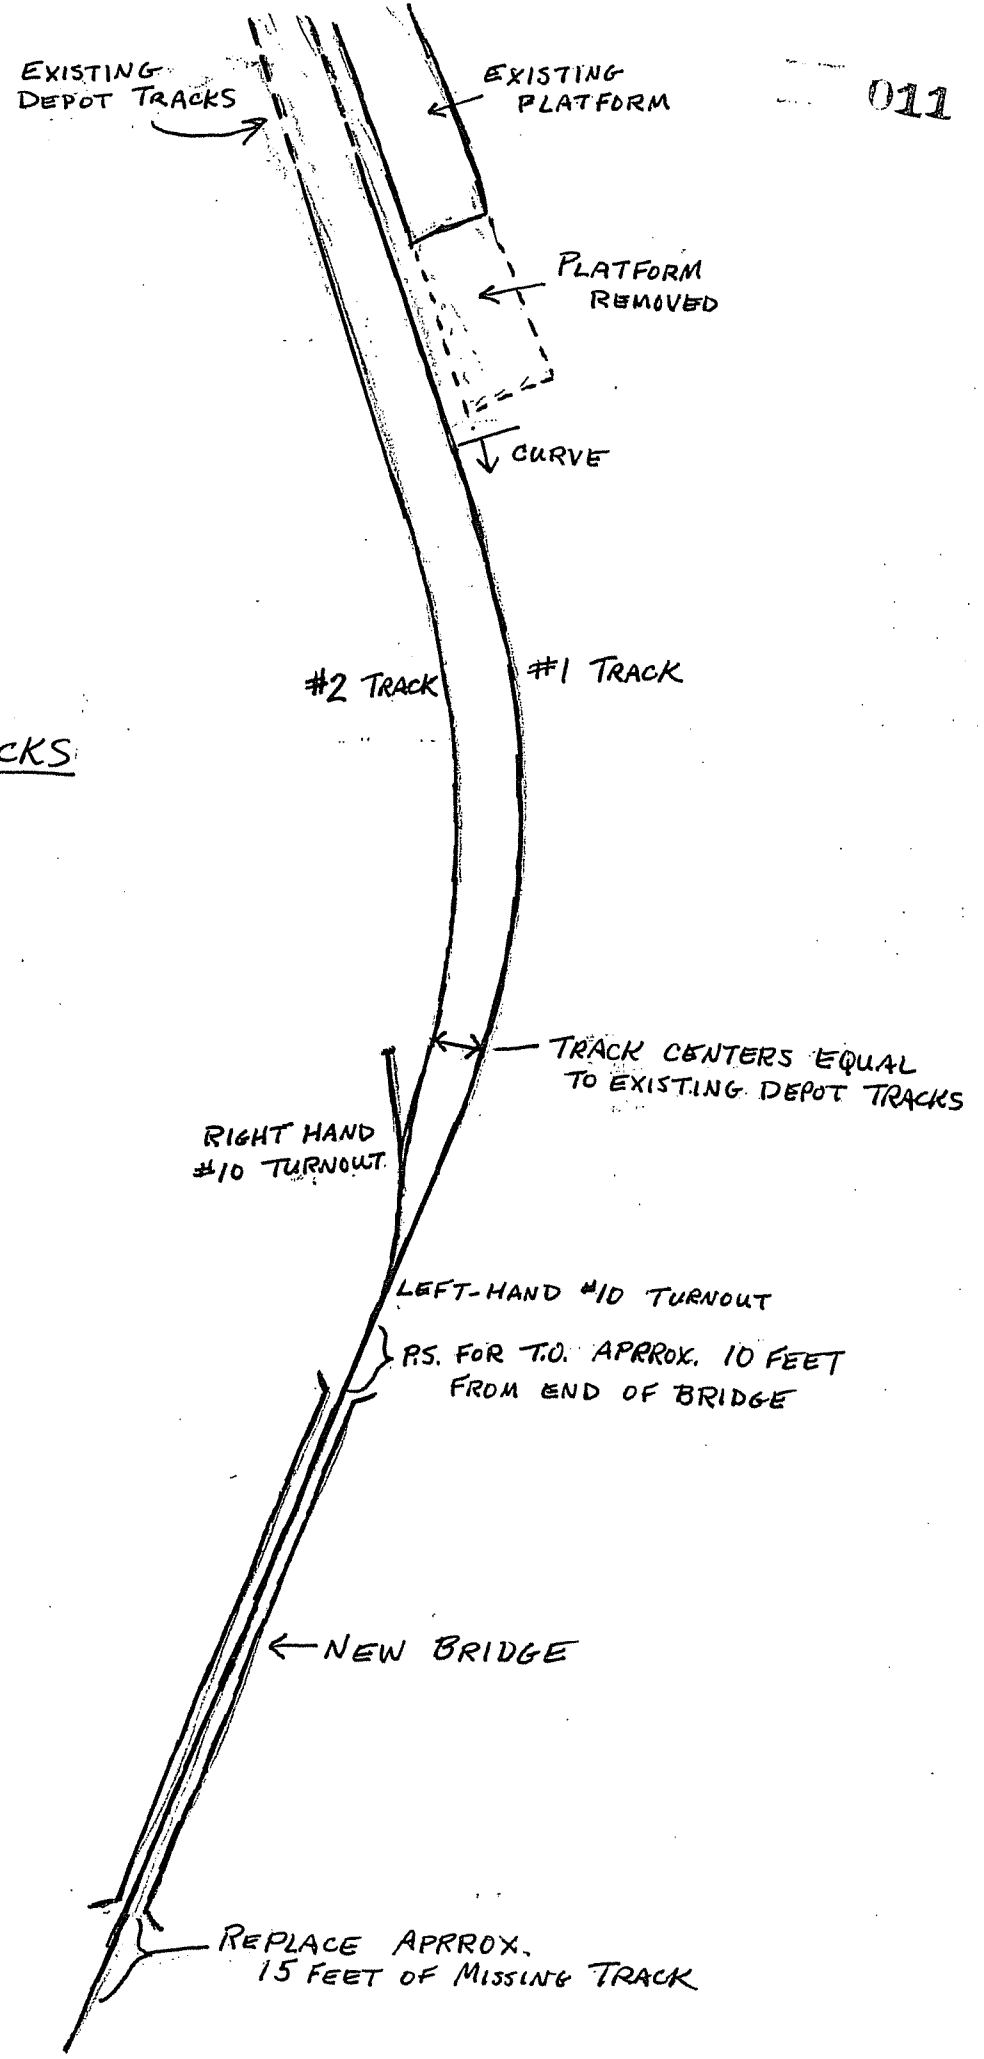 EXISTING
DEPOT TRACKS
EXISTING
PLATFORM
011
PLATFORM
REMOVED
CURVE
#2 TRACK
#1 TRACK
CKS
TRACK CENTERS EQUAL
TO EXISTING DEPOT TRACKS
RIGHT HAND
#10 TURNOUT
LEFT-HAND #10 TURNOUT
P.S. FOR T.O. APRROX. 10 FEET
FROM END OF BRIDGE
NEW BRIDGE
REPLACE APRROX.
15 FEET OF MISSING TRACK